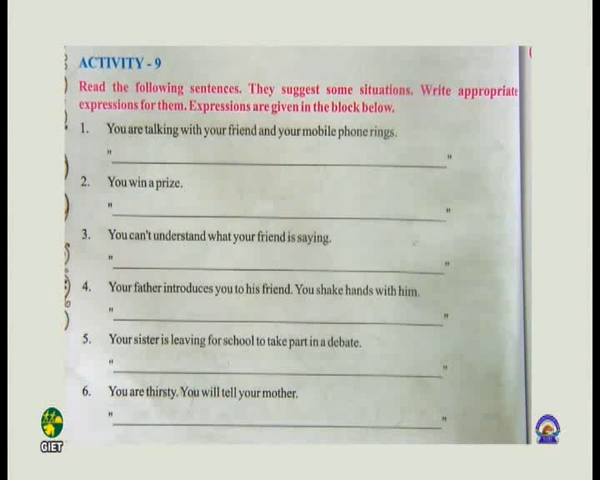 ACTIVITY - 9
Read the following sentences. They suggest some situations. Write appropriate
expressions for them. Expressions are given in the block below.
1. You are talking with your friend and your mobile phone rings.
" "
2. You win a prize.
" "
3. You can't understand what your friend is saying.
" "
4. Your father introduces you to his friend. You shake hands with him.
" "
5. Your sister is leaving for school to take part in a debate.
" "
6. You are thirsty. You will tell your mother.
" "
GIET